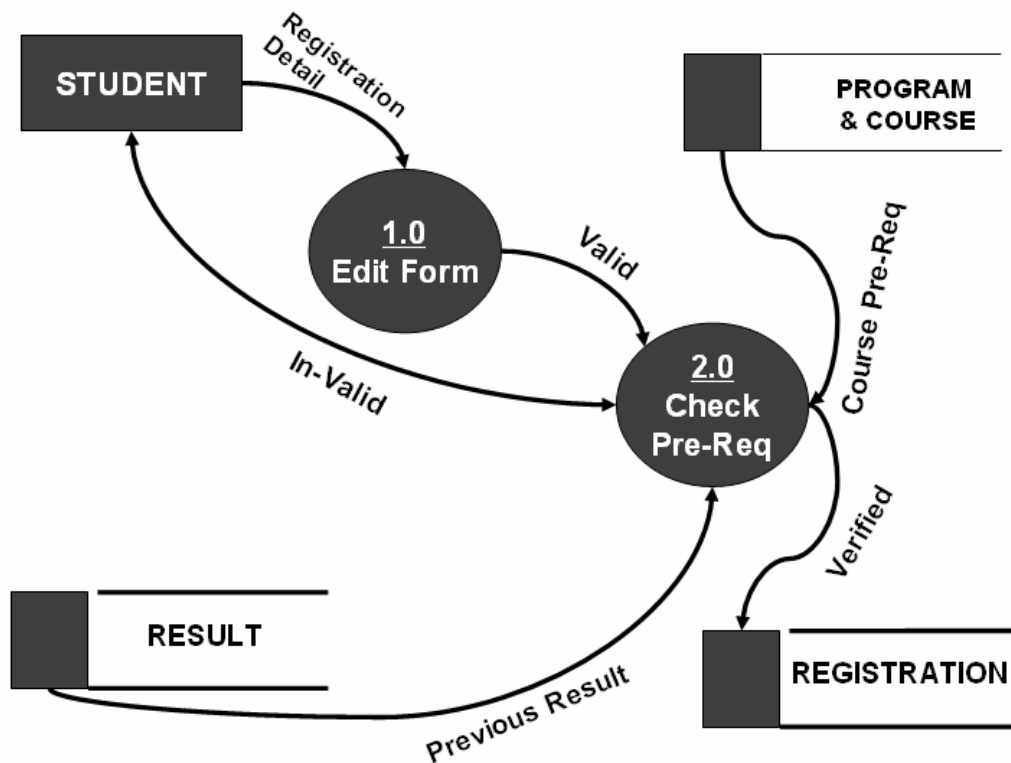 STUDENT
Registration
Detail
PROGRAM
& COURSE
1.0
Edit Form
Valid
Course Pre-Req
In-Valid
2.0
Check
Pre-Req
Verified
RESULT
Previous Result
REGISTRATION